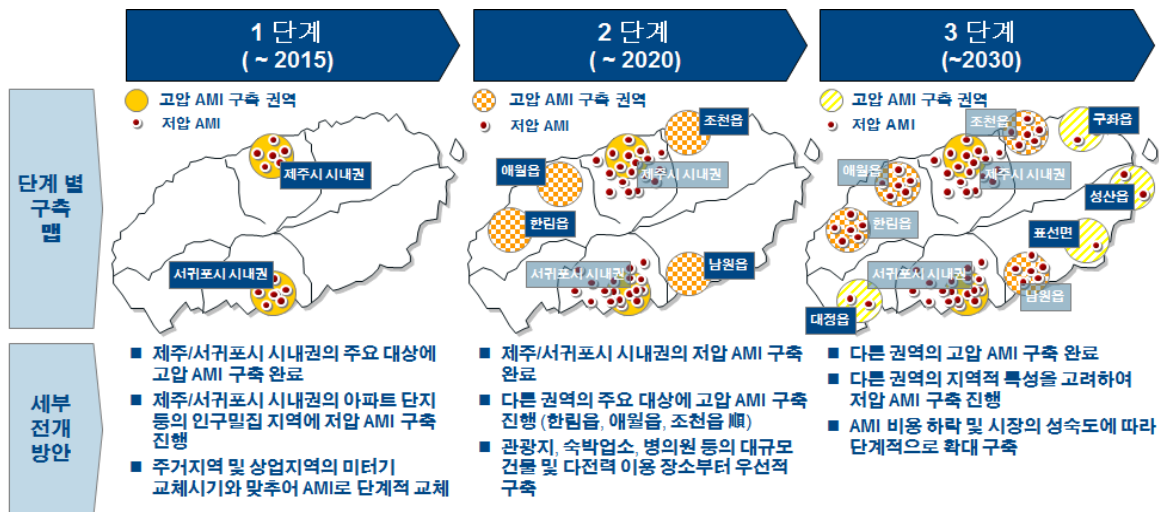 1 단계
( ~ 2015)
2 단계
( ~ 2020)
3 단계
(~2030)
단계 별
구축
맵
고압 AMI 구축 권역
저압 AMI
제주시 시내권
서귀포시 시내권
고압 AMI 구축 권역
저압 AMI
조천읍
애월읍
제주시 시내권
한림읍
서귀포시 시내권
남원읍
고압 AMI 구축 권역
저압 AMI
조천읍
구좌읍
애월읍
제주시 시내권
성산읍
한림읍
표선면
서귀포시 시내권
남원읍
대정읍
세부
전개
방안
■ 제주/서귀포시 시내권의 주요 대상에
고압 AMI 구축 완료
■ 제주/서귀포시 시내권의 아파트 단지
등의 인구밀집 지역에 저압 AMI 구축
진행
■ 주거지역 및 상업지역의 미터기
교체시기와 맞추어 AMI로 단계적 교체
■ 제주/서귀포시 시내권의 저압 AMI 구축
완료
■ 다른 권역의 주요 대상에 고압 AMI 구축
진행 (한림읍, 애월읍, 조천읍 順)
■ 관광지, 숙박업소, 병의원 등의 대규모
건물 및 다전력 이용 장소부터 우선적
구축
■ 다른 권역의 고압 AMI 구축 완료
■ 다른 권역의 지역적 특성을 고려하여
저압 AMI 구축 진행
■ AMI 비용 하락 및 시장의 성숙도에 따라
단계적으로 확대 구축